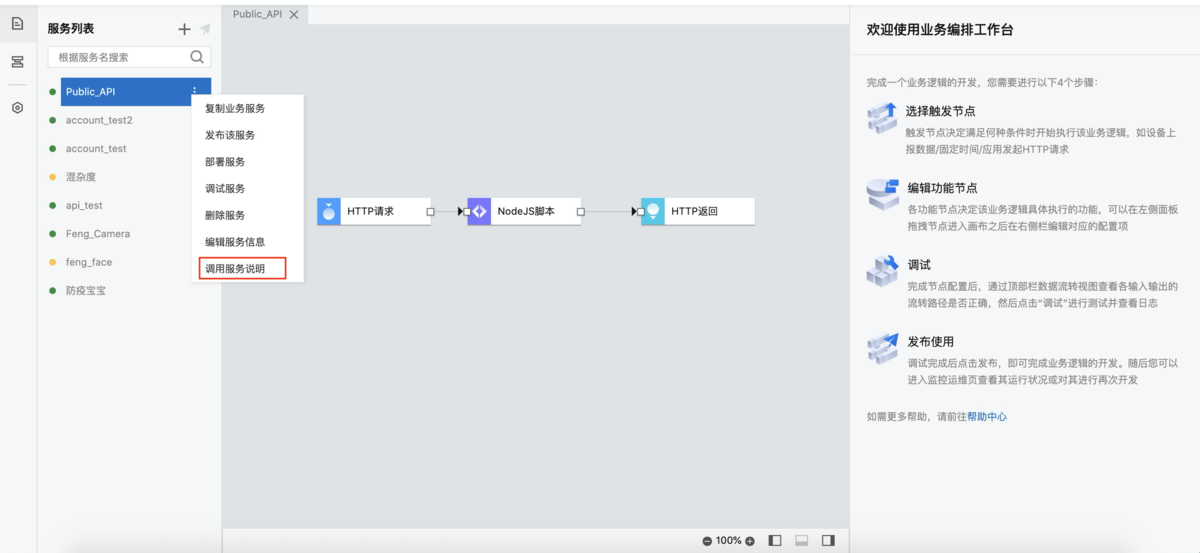 服务列表
根据服务名搜索
Public_API
account_test2
account_test
混杂度
api_test
Feng_Camera
feng_face
防疫宝宝
复制业务服务
发布该服务
部署服务
调试服务
删除服务
编辑服务信息
调用服务说明
Public_API
HTTP请求
NodeJS脚本
HTTP返回
100%
欢迎使用业务编排工作台
完成一个业务逻辑的开发，您需要进行以下4个步骤：
选择触发节点
触发节点决定满足何种条件时开始执行该业务逻辑，如设备上
报数据/固定时间/应用发起HTTP请求
编辑功能节点
各功能节点决定该业务逻辑具体执行的功能，可以在左侧面板
拖拽节点进入画布之后在右侧栏编辑对应的配置项
调试
完成节点配置后，通过顶部栏数据流转视图查看各输入输出的
流转路径是否正确，然后点击“调试”进行测试并查看日志
发布使用
调试完成后点击发布，即可完成业务逻辑的开发。随后您可以
进入监控运维页查看其运行状况或对其进行再次开发
如需更多帮助，请前往帮助中心